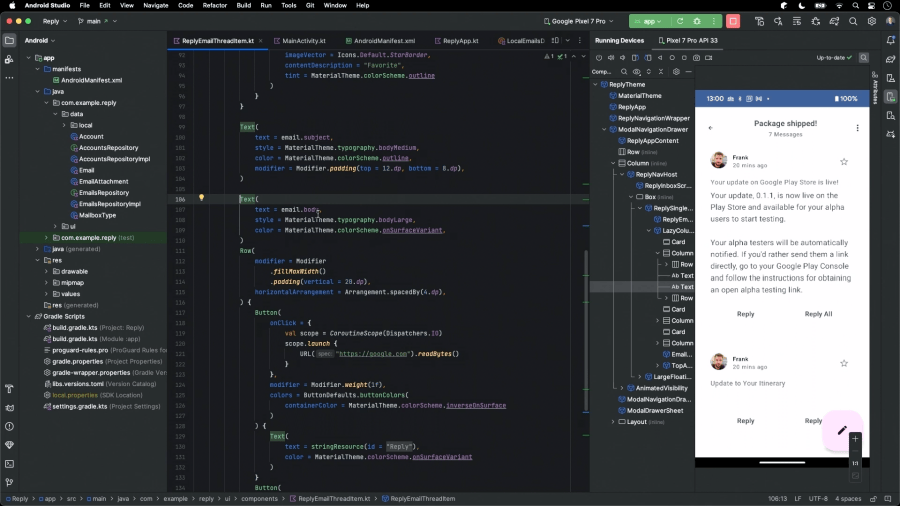 Android Studio File Edit View Navigate Code Refactor Build Run Tools Git Window Help
Reply main Google Pixel 7 Pro app
Android
app
manifests
AndroidManifest.xml
java
com.example.reply
data
local
Account
AccountsRepository
AccountsRepositoryImpl
Email
EmailAttachment
EmailsRepository
EmailsRepositoryImpl
MailboxType
ui
com.example.reply (test)
java (generated)
res
drawable
mipmap
values
res (generated)
Gradle Scripts
build.gradle.kts (Project: Reply)
build.gradle.kts (Module :app)
proguard-rules.pro (ProGuard Rules for
gradle.properties (Project Properties)
gradle-wrapper.properties (Gradle
libs.versions.toml (Version Catalog)
local.properties (SDK Location)
settings.gradle.kts (Project Settings)
ReplyEmailThreadItem.kt MainActivity.kt AndroidManifest.xml ReplyApp.kt LocalEmailsD
imageVector = Icons.Default.StarBorder,
contentDescription = "Favorite",
tint = MaterialTheme.colorScheme.outline
)
}
}
Text(
text = email.subject,
style = MaterialTheme.typography.bodyMedium,
color = MaterialTheme.colorScheme.outline,
modifier = Modifier.padding(top = 12.dp, bottom = 8.dp),
)
106 Text(
text = email.body,
style = MaterialTheme.typography.bodyLarge,
color = MaterialTheme.colorScheme.onSurfaceVariant,
)
Row(
modifier = Modifier
.fillMaxWidth()
.padding(vertical = 20.dp),
horizontalArrangement = Arrangement.spacedBy(4.dp),
) {
Button(
onClick = {
val scope = CoroutineScope(Dispatchers.IO)
scope.launch {
URL( spec: "https://google.com").readBytes()
}
},
modifier = Modifier.weight(1f),
colors = ButtonDefaults.buttonColors(
containerColor = MaterialTheme.colorScheme.inverseOnSurface
)
) {
Text(
text = stringResource(id = "Reply"),
color = MaterialTheme.colorScheme.onSurfaceVariant
)
}
Button(
Running Devices Pixel 7 Pro API 33
Up-to-date
Comp...
Attributes
ReplyTheme
MaterialTheme
ReplyApp
ReplyNavigationWrapper
ModalNavigationDrawer
ReplyAppContent
Row (inline)
Column (inline)
ReplyNavHost
ReplyInboxScr
Box (inline)
ReplySingle
ReplyEm
LazyColum
Card
Column
Row
Text
Text
Row
Card
Column
Card
Column
Email
TopA
LargeFloati
AnimatedVisibility
ModalNavigationDraw
ModalDrawerSheet
Layout (inline)
13:00 100%
Package shipped!
7 Messages
Frank
20 mins ago
Your update on Google Play Store is live!
Your update, 0.1.1, is now live on the
Play Store and available for your alpha
users to start testing.
Your alpha testers will be automatically
notified. If you'd rather send them a link
directly, go to your Google Play Console
and follow the instructions for obtaining
an open alpha testing link.
Reply Reply All
Frank
20 mins ago
Update to Your Itinerary
Reply Reply
1:1
Reply app src main java com example reply ui components ReplyEmailThreadItem.kt ReplyEmailThreadItem 106:13 LF UTF-8 4 spaces